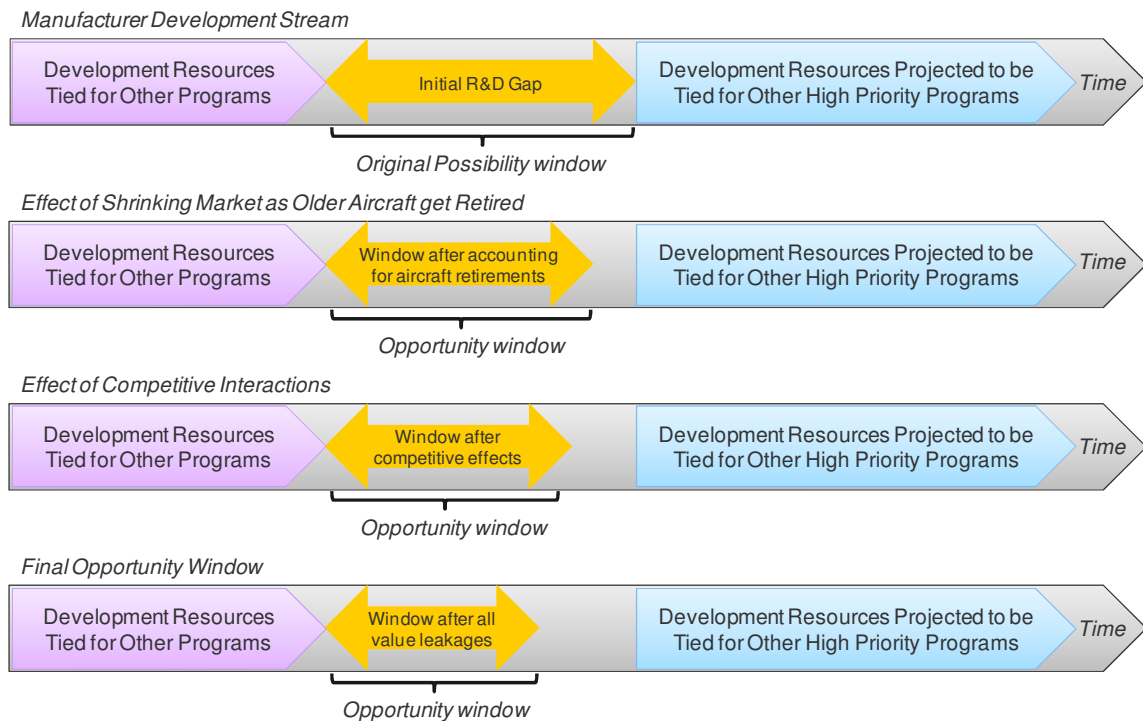 Manufacturer Development Stream
Development Resources
Tied for Other Programs
Initial R&D Gap
Development Resources Projected to be
Tied for Other High Priority Programs
Time
Original Possibility window
Effect of Shrinking Market as Older Aircraft get Retired
Development Resources
Tied for Other Programs
Window after accounting
for aircraft retirements
Development Resources Projected to be
Tied for Other High Priority Programs
Time
Opportunity window
Effect of Competitive Interactions
Development Resources
Tied for Other Programs
Window after
competitive effects
Development Resources Projected to be
Tied for Other High Priority Programs
Time
Opportunity window
Final Opportunity Window
Development Resources
Tied for Other Programs
Window after all
value leakages
Development Resources Projected to be
Tied for Other High Priority Programs
Time
Opportunity window